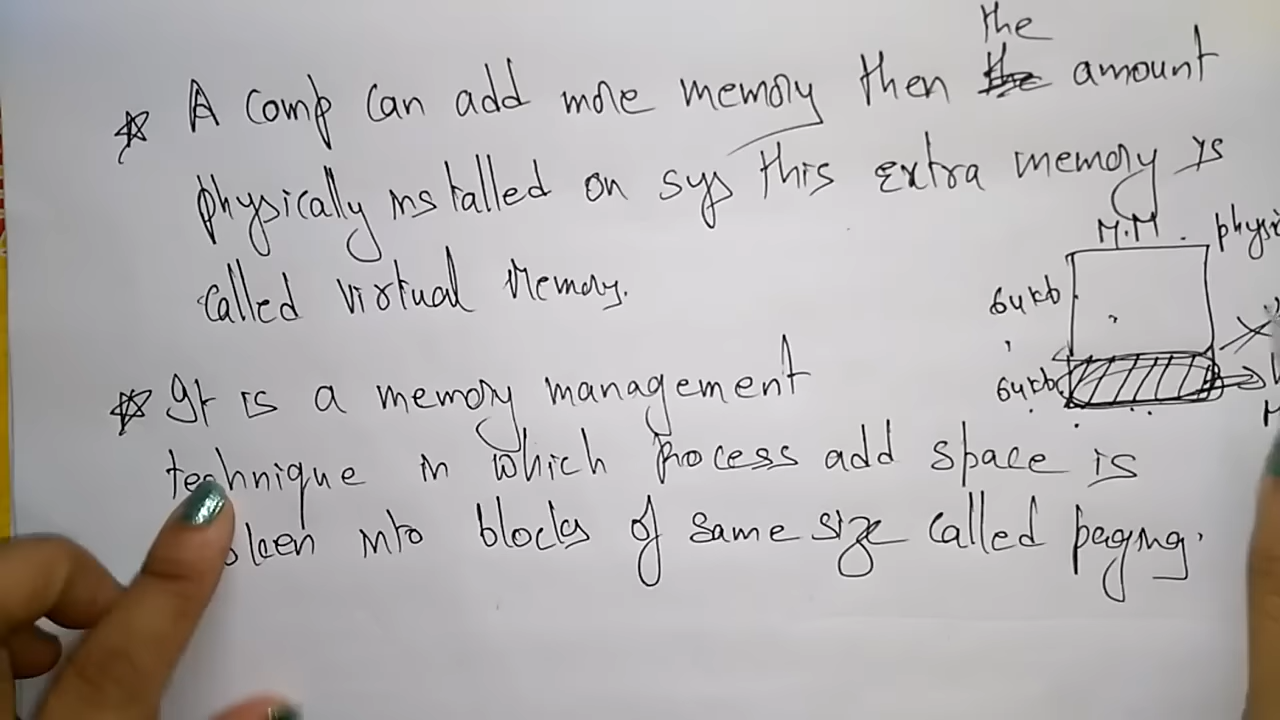 the
A comp can add more memory then amount
physically installed on sys this extra memory is
called virtual memory.
M.M physi
64kb
64kb
It is a memory management
technique in which process add space is
into blocks of same size called paging.